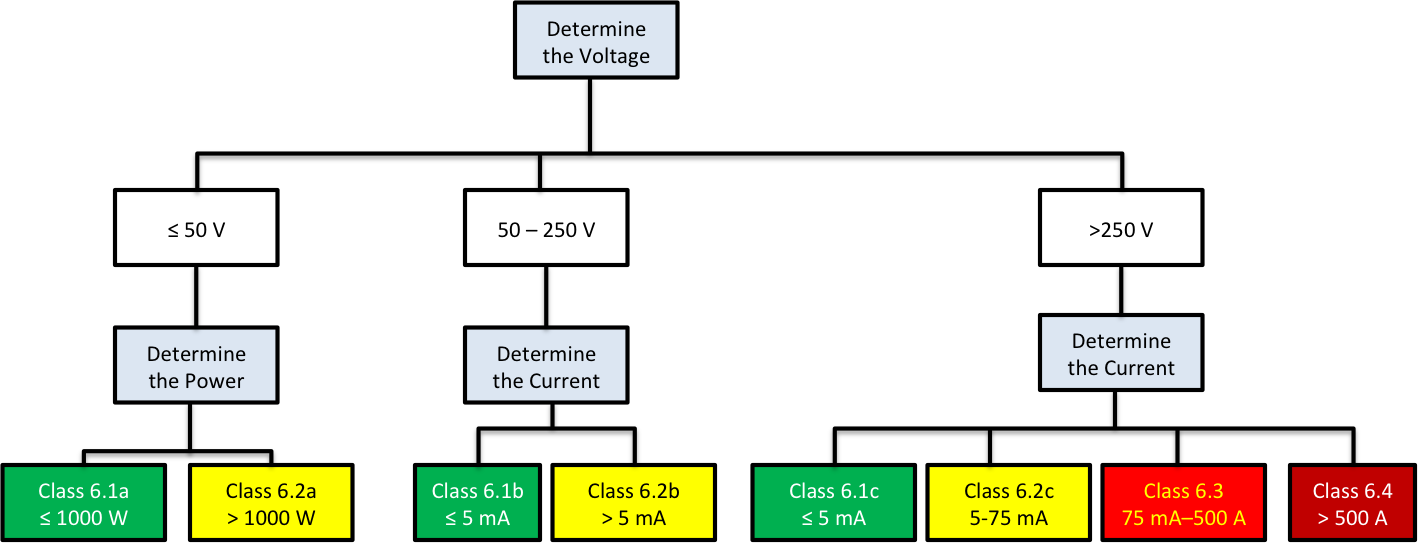 Determine
the Voltage
≤ 50 V
50 – 250 V
>250 V
Determine
the Power
Determine
the Current
Determine
the Current
Class 6.1a
≤ 1000 W
Class 6.2a
> 1000 W
Class 6.1b
≤ 5 mA
Class 6.2b
> 5 mA
Class 6.1c
≤ 5 mA
Class 6.2c
5-75 mA
Class 6.3
75 mA–500 A
Class 6.4
> 500 A